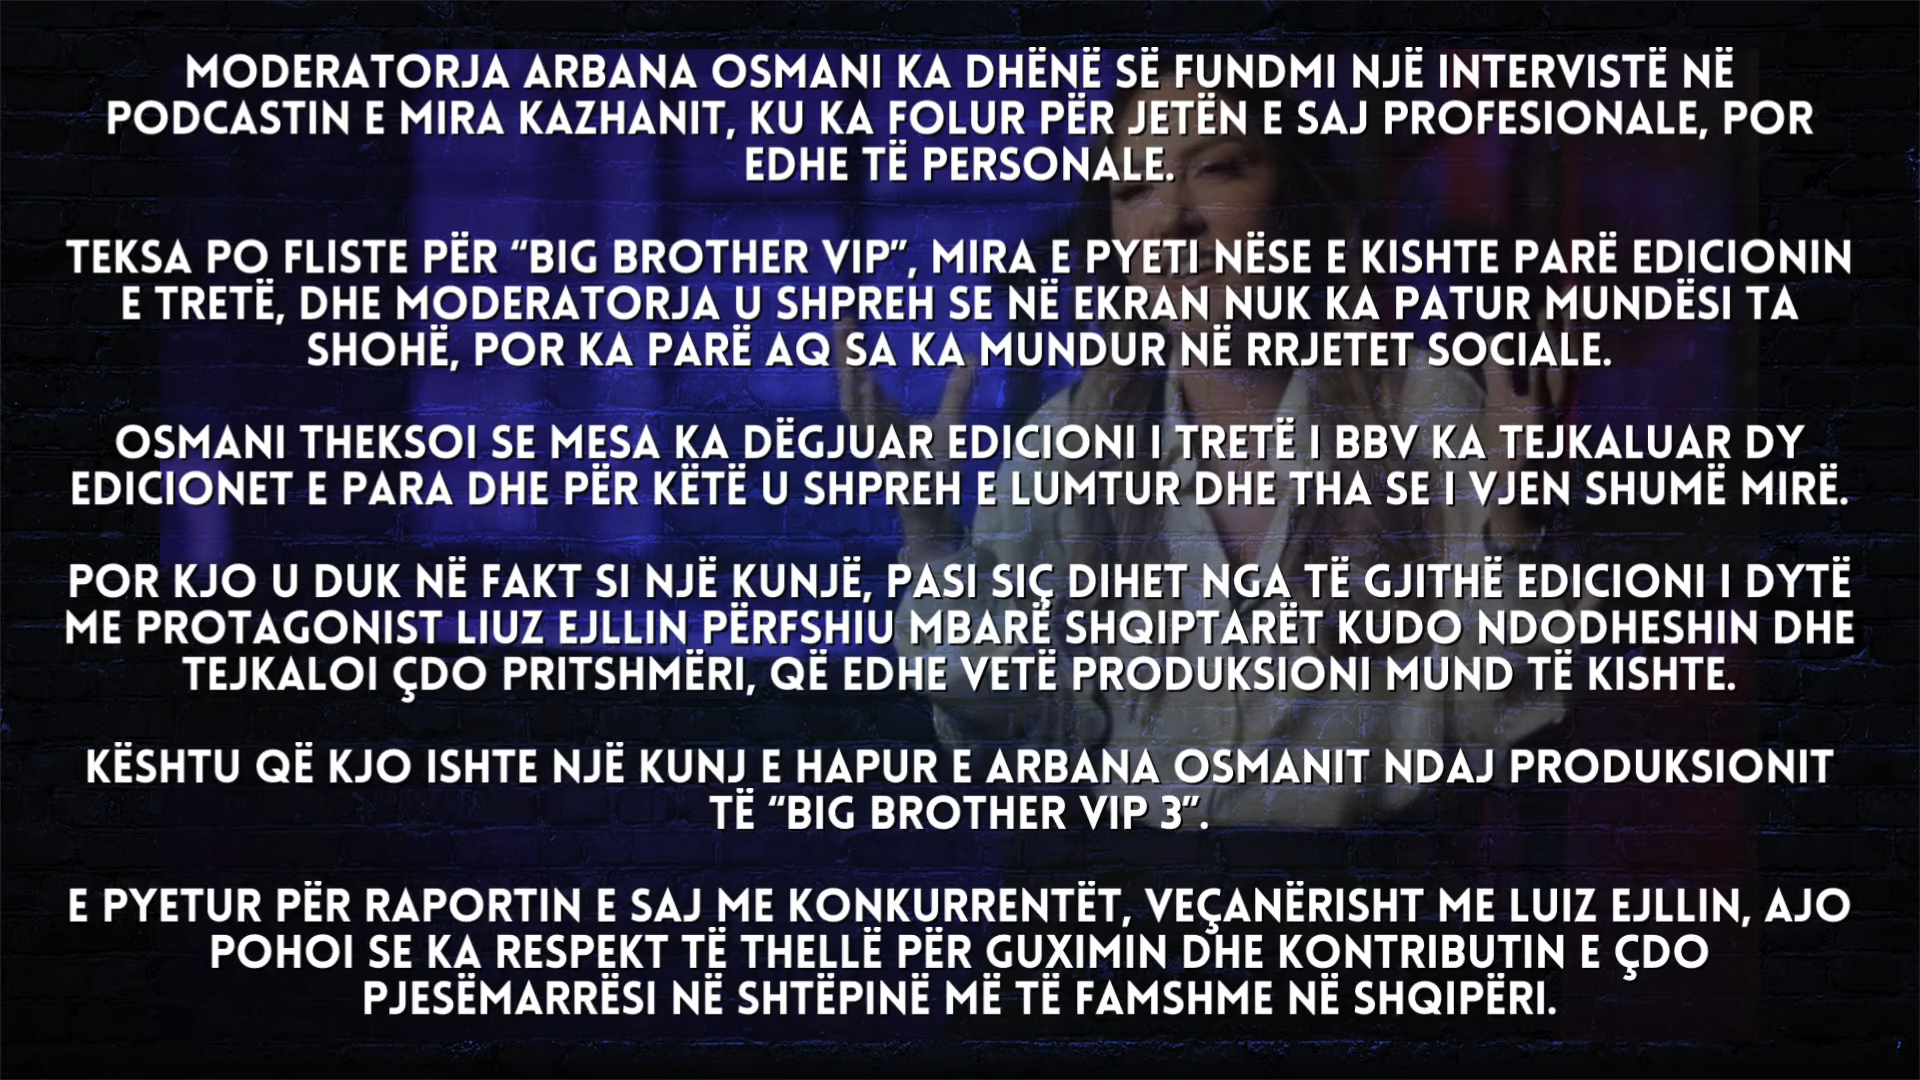 MODERATORJA ARBANA OSMANI KA DHËNË SË FUNDMI NJË INTERVISTË NË
PODCASTIN E MIRA KAZHANIT, KU KA FOLUR PËR JETËN E SAJ PROFESIONALE, POR
EDHE TË PERSONALE.
TEKSA PO FLISTE PËR “BIG BROTHER VIP”, MIRA E PYETI NËSE E KISHTE PARË EDICIONIN
E TRETË, DHE MODERATORJA U SHPREH SE NË EKRAN NUK KA PATUR MUNDËSI TA
SHOHË, POR KA PARË AQ SA KA MUNDUR NË RRJETET SOCIALE.
OSMANI THEKSOI SE MESA KA DËGJUAR EDICIONI I TRETË I BBV KA TEJKALUAR DY
EDICIONET E PARA DHE PËR KËTË U SHPREH E LUMTUR DHE THA SE I VJEN SHUMË MIRË.
POR KJO U DUK NË FAKT SI NJË KUNJË, PASI SIÇ DIHET NGA TË GJITHË EDICIONI I DYTË
ME PROTAGONIST LIUZ EJLLIN PËRFSHIU MBARË SHQIPTARËT KUDO NDODHESHIN DHE
TEJKALOI ÇDO PRITSHMËRI, QË EDHE VETË PRODUKSIONI MUND TË KISHTE.
KËSHTU QË KJO ISHTE NJË KUNJ E HAPUR E ARBANA OSMANIT NDAJ PRODUKSIONIT
TË “BIG BROTHER VIP 3”.
E PYETUR PËR RAPORTIN E SAJ ME KONKURRENTËT, VEÇANËRISHT ME LUIZ EJLLIN, AJO
POHOI SE KA RESPEKT TË THELLË PËR GUXIMIN DHE KONTRIBUTIN E ÇDO
PJESËMARRËSI NË SHTËPINË MË TË FAMSHME NË SHQIPËRI.